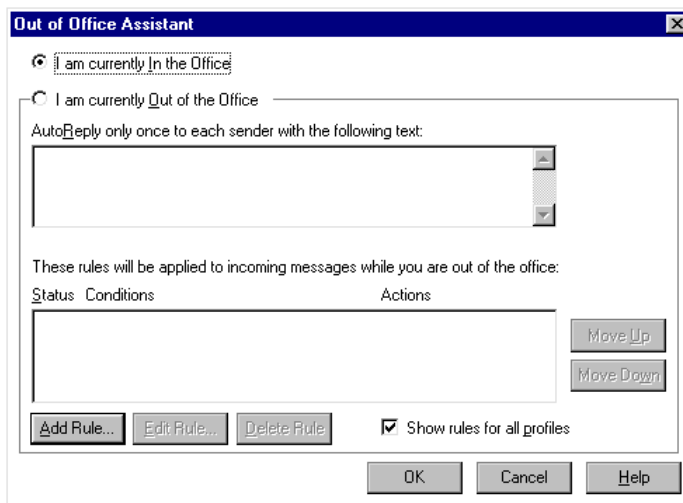 Out of Office Assistant
I am currently In the Office
I am currently Out of the Office
AutoReply only once to each sender with the following text:
These rules will be applied to incoming messages while you are out of the office:
Status Conditions Actions
Move Up
Move Down
Add Rule... Edit Rule... Delete Rule Show rules for all profiles
OK Cancel Help